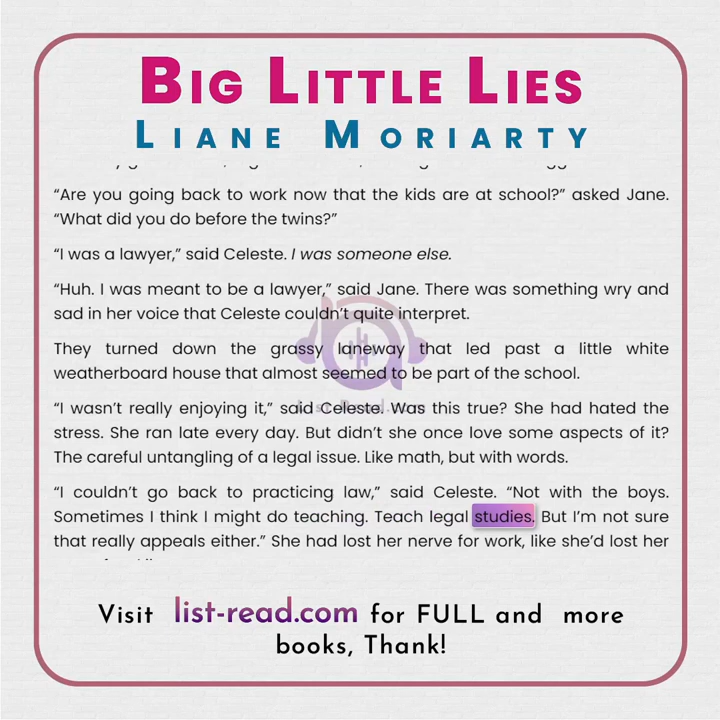 BIG LITTLE LIES
LIANE MORIARTY
“Are you going back to work now that the kids are at school?” asked Jane.
“What did you do before the twins?”
“I was a lawyer,” said Celeste. I was someone else.
“Huh. I was meant to be a lawyer,” said Jane. There was something wry and
sad in her voice that Celeste couldn’t quite interpret.
They turned down the grassy laneway that led past a little white
weatherboard house that almost seemed to be part of the school.
“I wasn’t really enjoying it,” said Celeste. Was this true? She had hated the
stress. She ran late every day. But didn’t she once love some aspects of it?
The careful untangling of a legal issue. Like math, but with words.
“I couldn’t go back to practicing law,” said Celeste. “Not with the boys.
Sometimes I think I might do teaching. Teach legal studies. But I’m not sure
that really appeals either.” She had lost her nerve for work, like she’d lost her
Visit list-read.com for FULL and more
books, Thank!